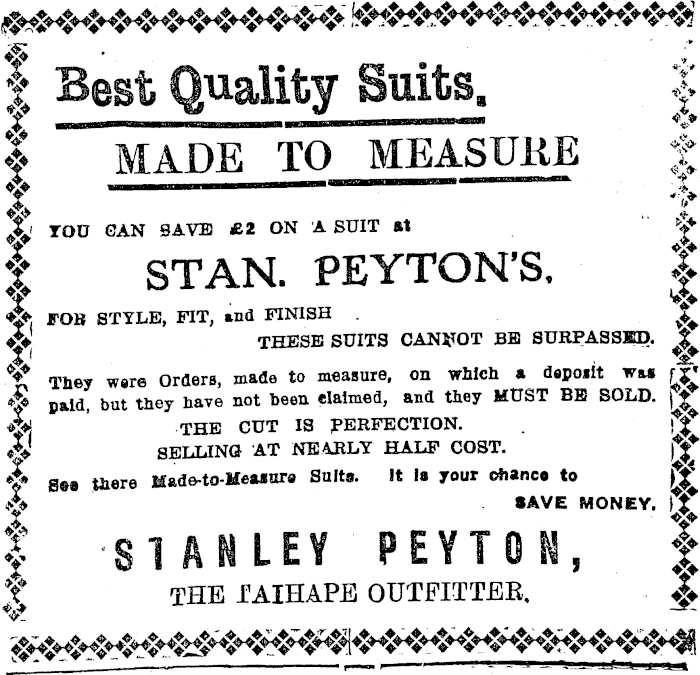 Best Quality Suits.
MADE TO MEASURE
YOU CAN SAVE £2 ON A SUIT at
STAN. PEYTON'S.
FOR STYLE, FIT, and FINISH
THESE SUITS CANNOT BE SURPASSED.
They were Orders, made to measure, on which a deposit was
paid, but they have not been claimed, and they MUST BE SOLD.
THE CUT IS PERFECTION.
SELLING AT NEARLY HALF COST.
See there Made-to-Measure Suits. It is your chance to
SAVE MONEY.
STANLEY PEYTON,
THE TAIHAPE OUTFITTER.